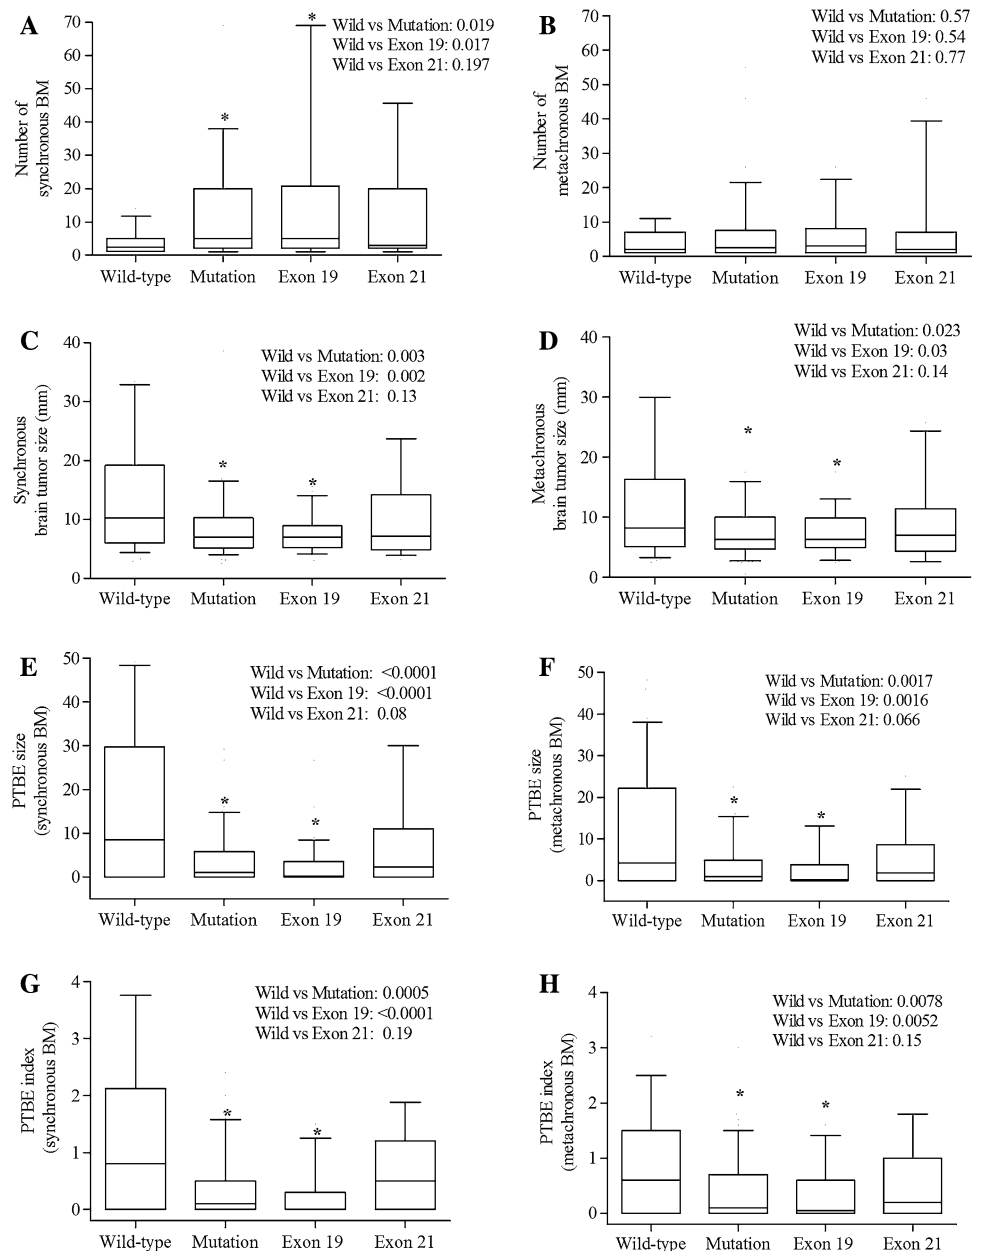 A
Number of
synchronous BM
70
60
50
40
30
20
10
0
*
*
Wild vs Mutation: 0.019
Wild vs Exon 19: 0.017
Wild vs Exon 21: 0.197
Wild-type Mutation Exon 19 Exon 21
B
Number of
metachronous BM
70
60
50
40
30
20
10
0
Wild vs Mutation: 0.57
Wild vs Exon 19: 0.54
Wild vs Exon 21: 0.77
Wild-type Mutation Exon 19 Exon 21
C
Synchronous
brain tumor size (mm)
40
30
20
10
0
Wild vs Mutation: 0.003
Wild vs Exon 19: 0.002
Wild vs Exon 21: 0.13
*
*
Wild-type Mutation Exon 19 Exon 21
D
Metachronous
brain tumor size (mm)
40
30
20
10
0
Wild vs Mutation: 0.023
Wild vs Exon 19: 0.03
Wild vs Exon 21: 0.14
*
*
Wild-type Mutation Exon 19 Exon 21
E
PTBE size
(synchronous BM)
50
40
30
20
10
0
Wild vs Mutation: <0.0001
Wild vs Exon 19: <0.0001
Wild vs Exon 21: 0.08
*
*
Wild-type Mutation Exon 19 Exon 21
F
PTBE size
(metachronous BM)
50
40
30
20
10
0
Wild vs Mutation: 0.0017
Wild vs Exon 19: 0.0016
Wild vs Exon 21: 0.066
*
*
Wild-type Mutation Exon 19 Exon 21
G
PTBE index
(synchronous BM)
4
3
2
1
0
Wild vs Mutation: 0.0005
Wild vs Exon 19: <0.0001
Wild vs Exon 21: 0.19
*
*
Wild-type Mutation Exon 19 Exon 21
H
PTBE index
(metachronous BM)
4
3
2
1
0
Wild vs Mutation: 0.0078
Wild vs Exon 19: 0.0052
Wild vs Exon 21: 0.15
*
*
Wild-type Mutation Exon 19 Exon 21